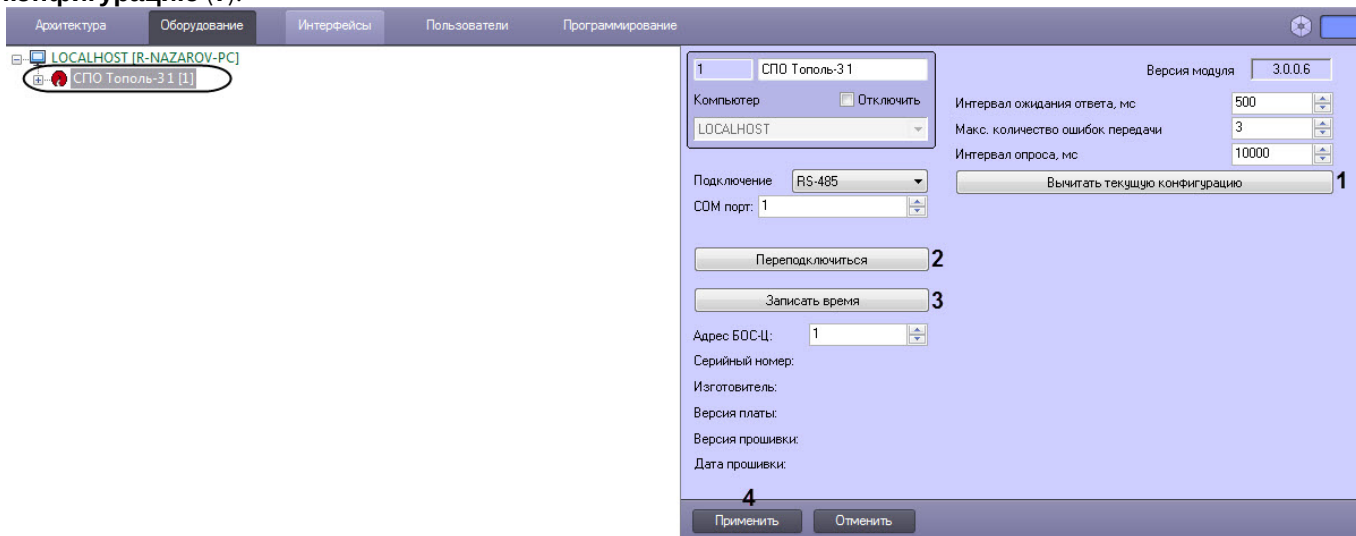 конфигурацию (1).
Архитектура Оборудование Интерфейсы Пользователи Программирование
LOCALHOST [R-NAZAROV-PC]
СПО Тополь-3 1 [1]
1 СПО Тополь-3 1
Компьютер Отключить
LOCALHOST
Подключение RS-485
COM порт: 1
Переподключиться 2
Записать время 3
Адрес БОС-Ц: 1
Серийный номер:
Изготовитель:
Версия платы:
Версия прошивки:
Дата прошивки:
Версия модуля 3.0.0.6
Интервал ожидания ответа, мс 500
Макс. количество ошибок передачи 3
Интервал опроса, мс 10000
Вычитать текущую конфигурацию 1
4
Применить Отменить